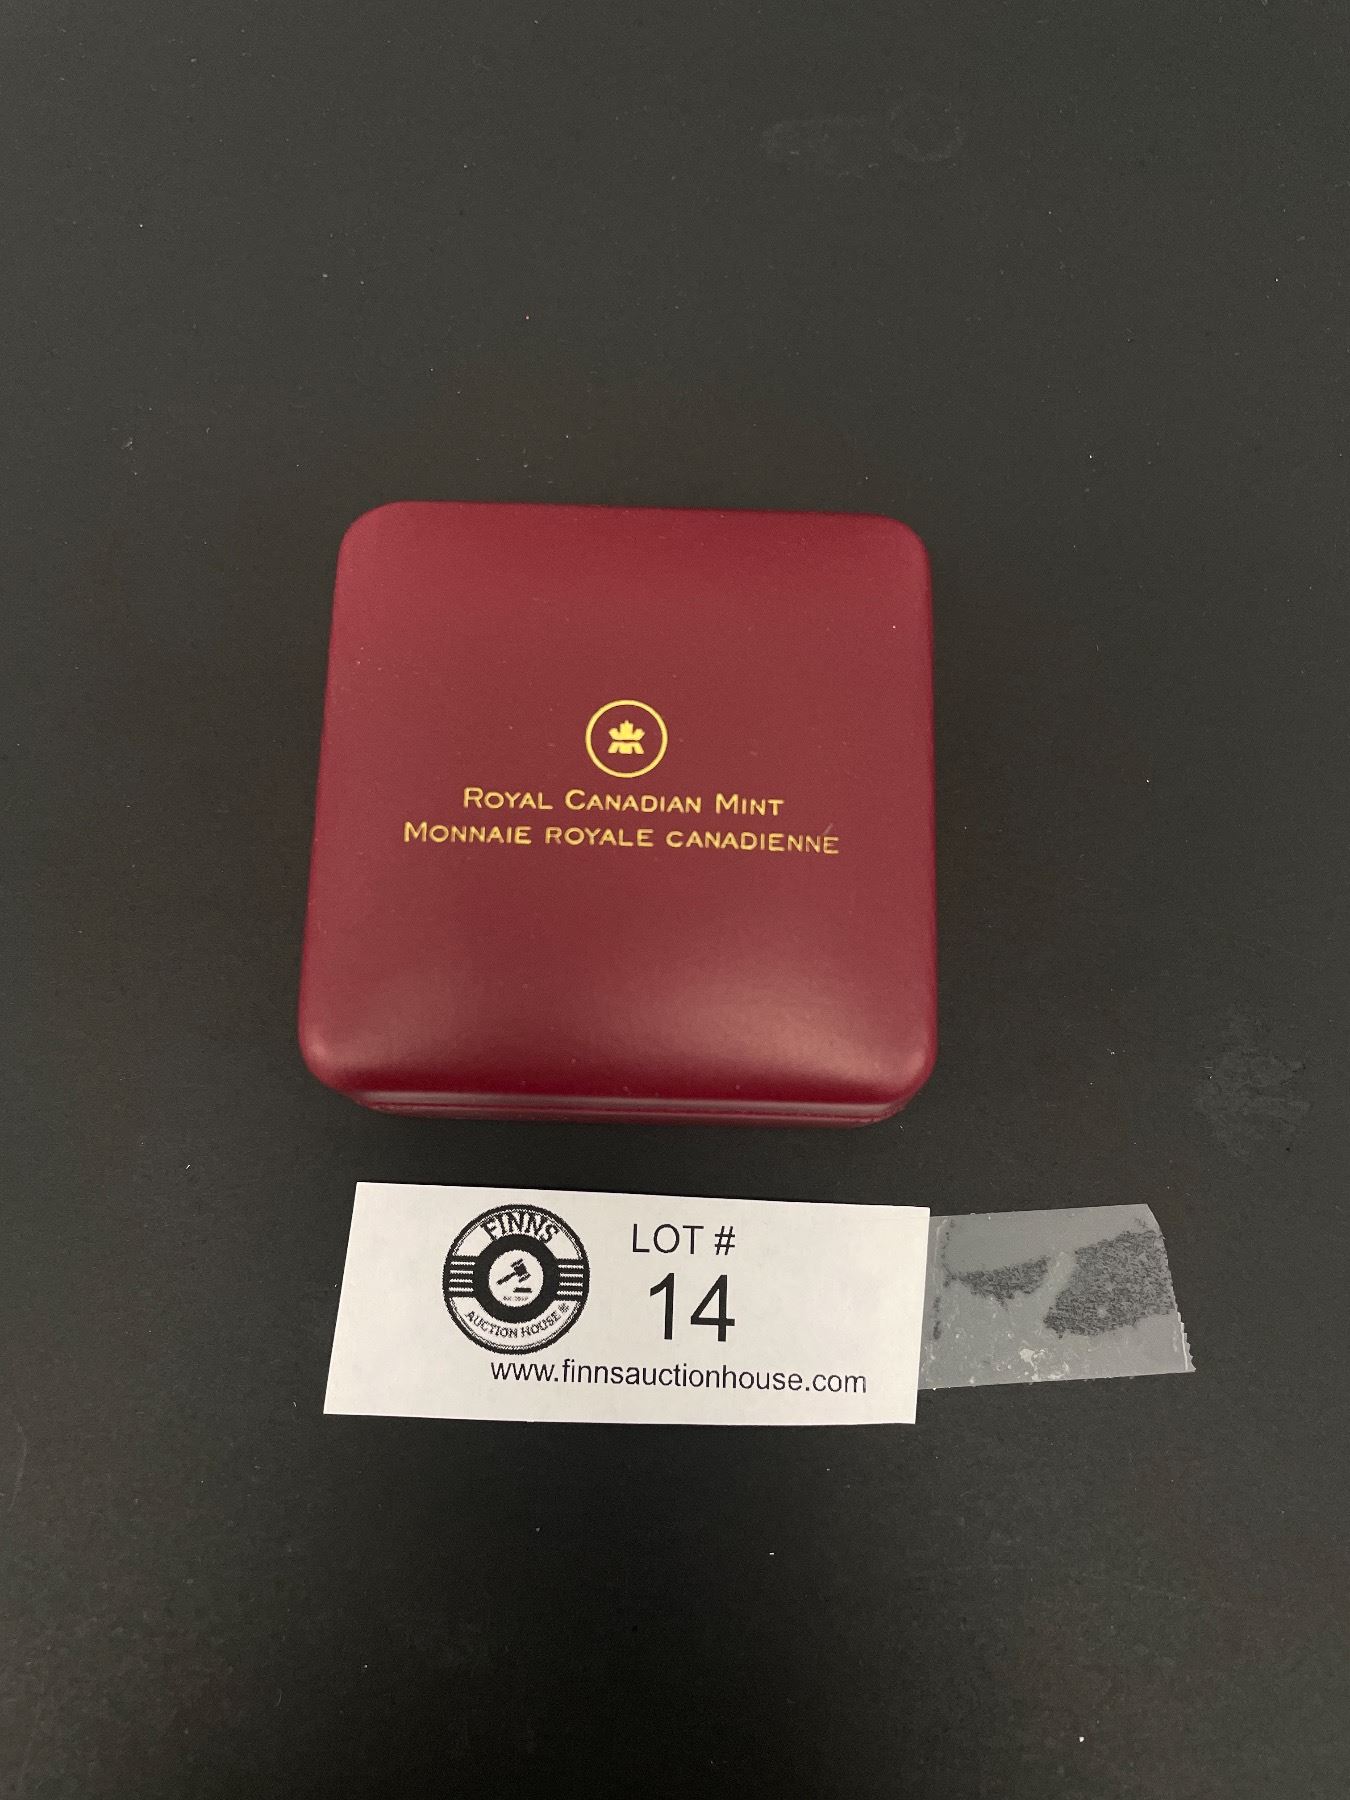 ROYAL CANADIAN MINT
MONNAIE ROYALE CANADIENNE
FINNS
AUCTION HOUSE
LOT #
14
www.finnsauctionhouse.com